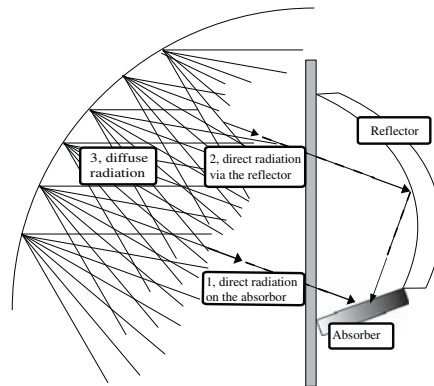 Reflector
3, diffuse
radiation
2, direct radiation
via the reflector
1, direct radiation
on the absorbor
Absorber